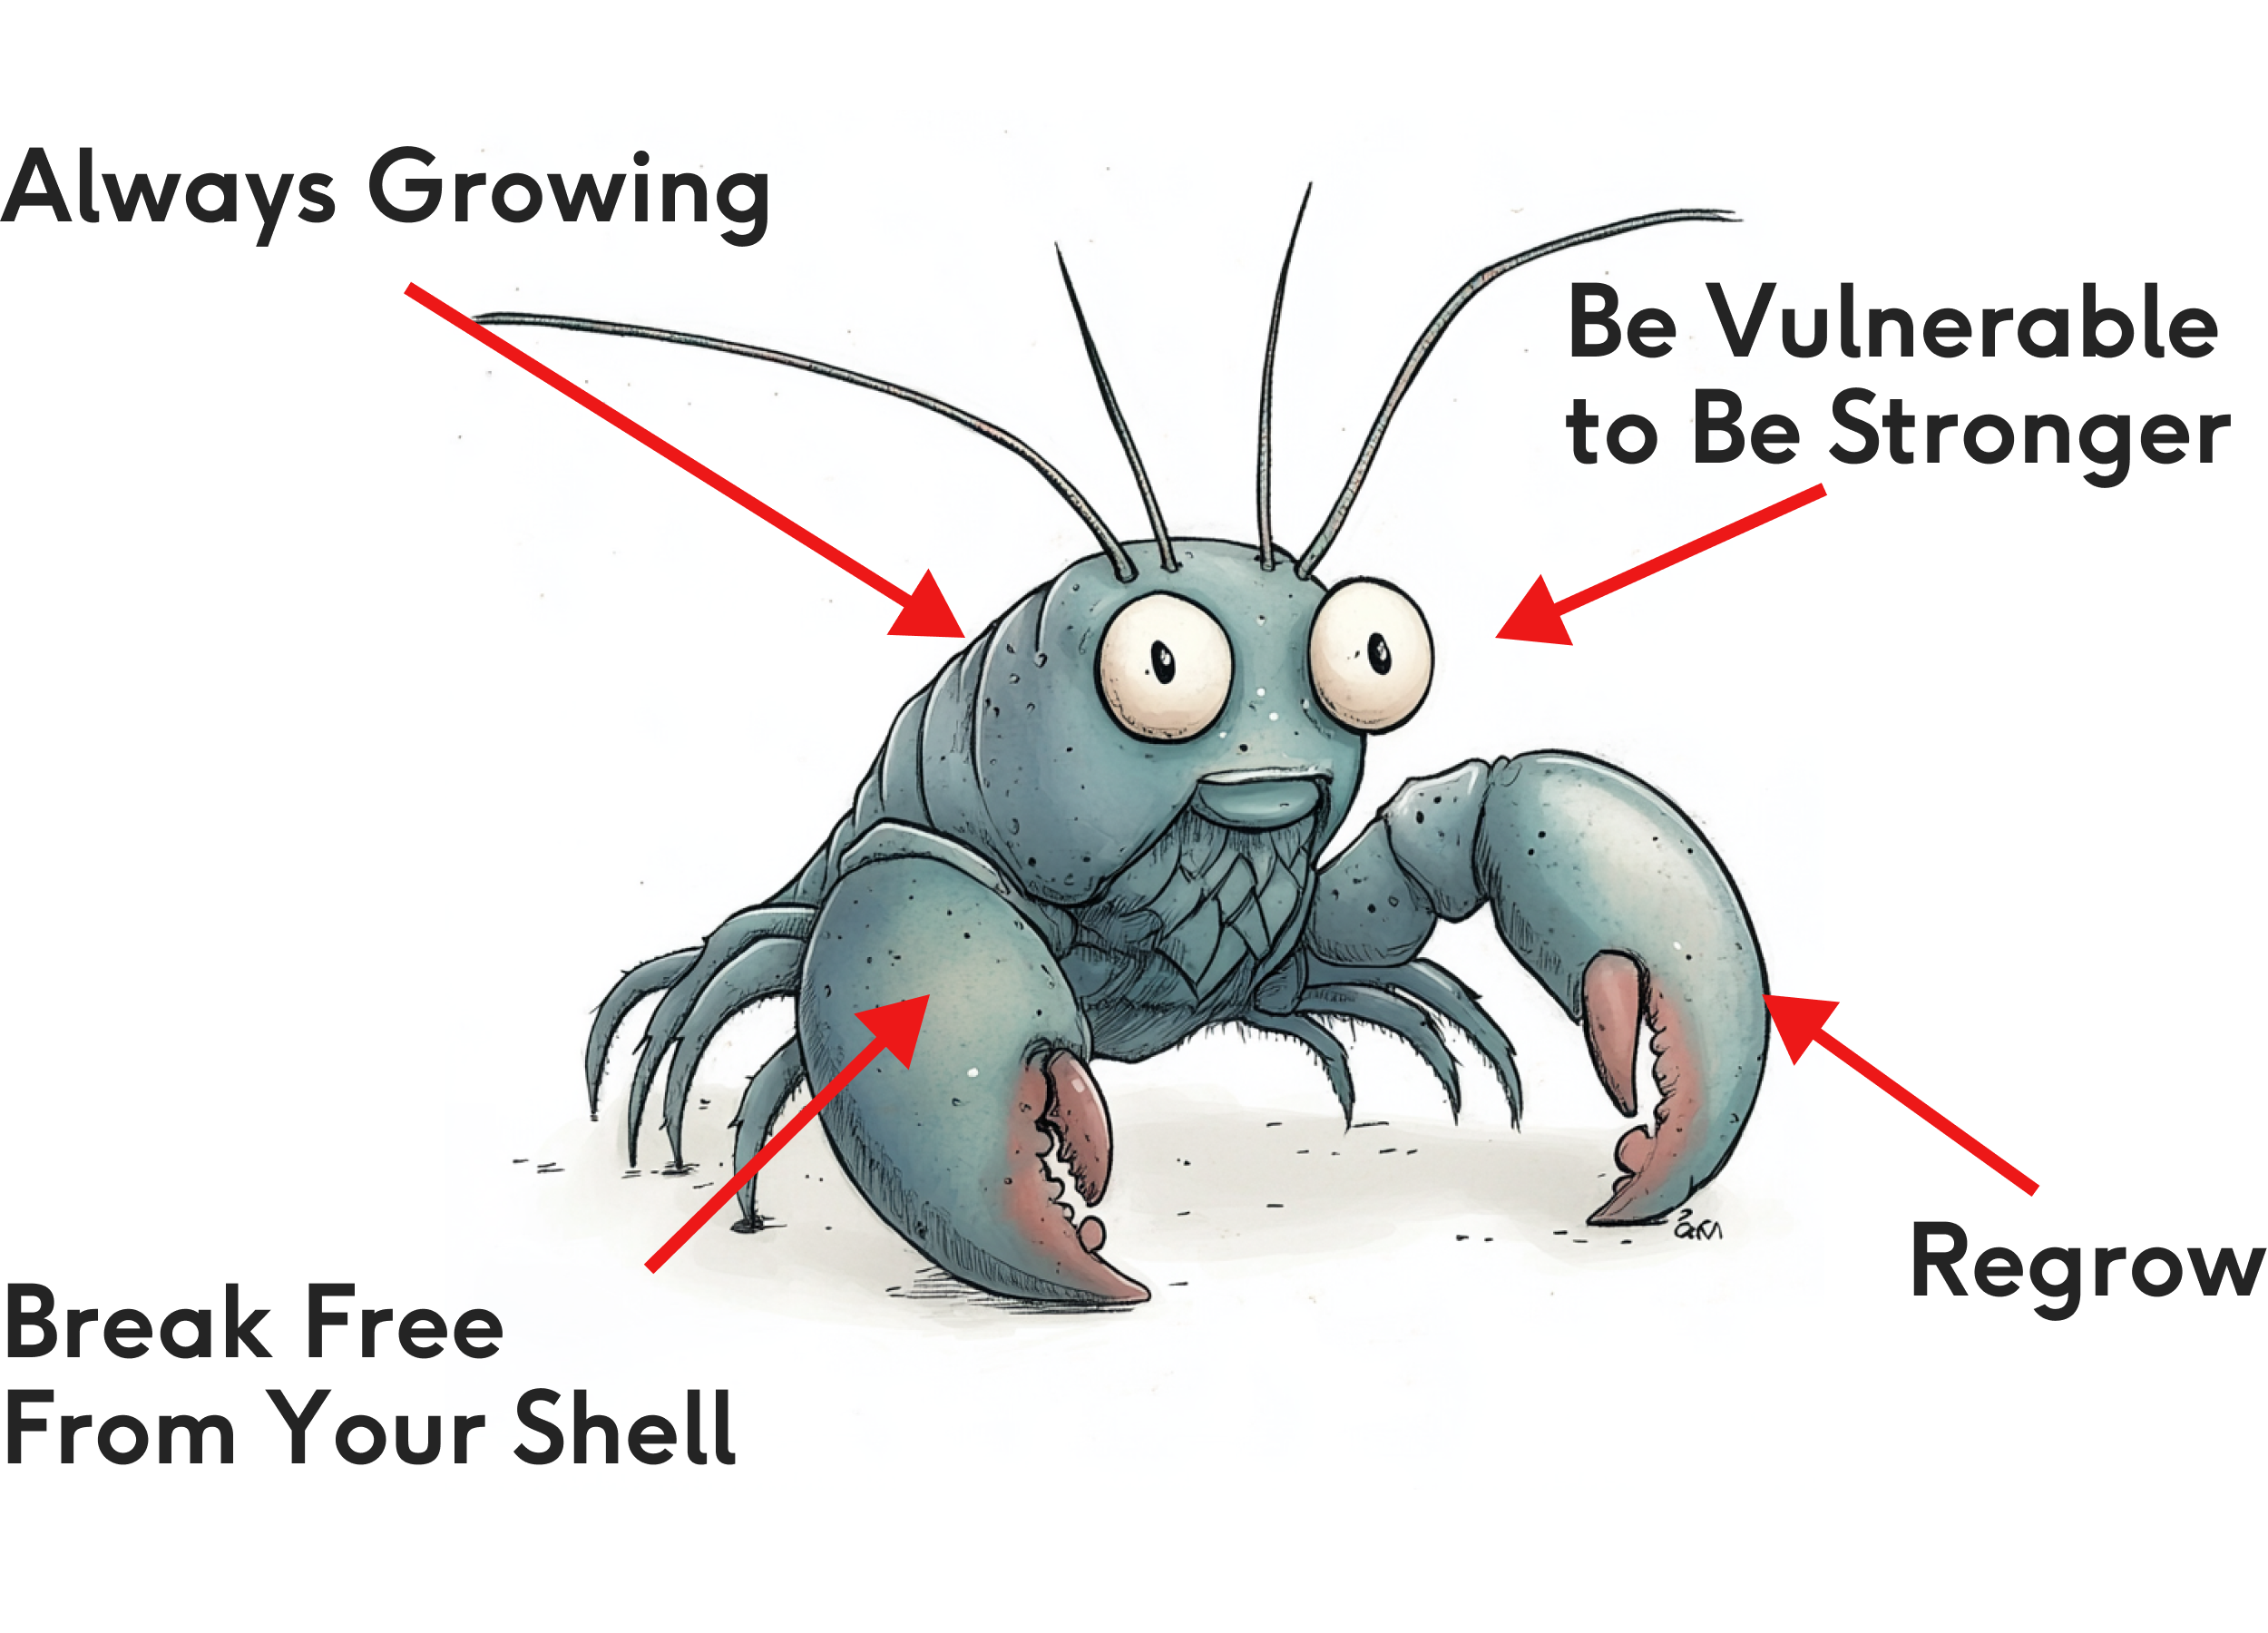 Always Growing
Be Vulnerable
to Be Stronger
Break Free
From Your Shell
Regrow